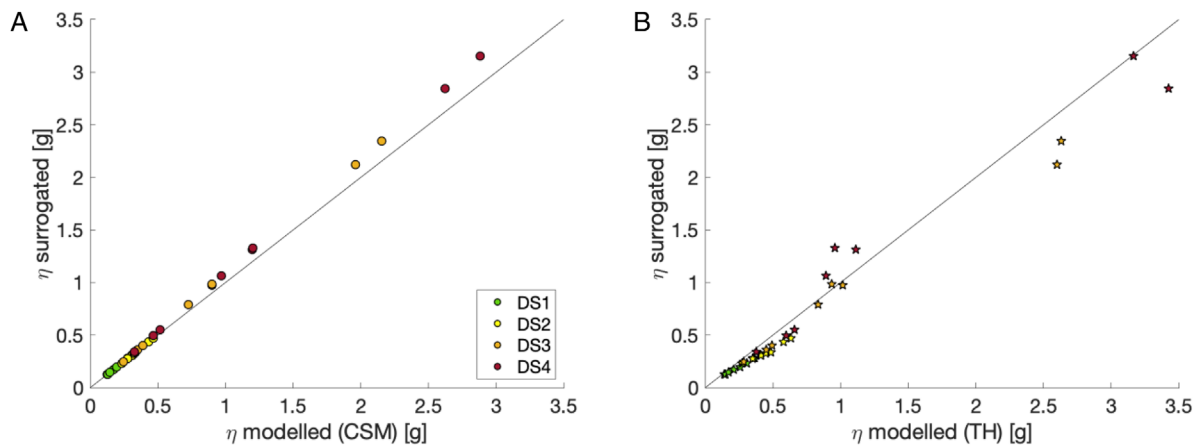 A
3.5
3
2.5
2
1.5
1
0.5
0
η surrogated [g]
0 0.5 1 1.5 2 2.5 3 3.5
η modelled (CSM) [g]
DS1
DS2
DS3
DS4
B
3.5
3
2.5
2
1.5
1
0.5
0
η surrogated [g]
0 0.5 1 1.5 2 2.5 3 3.5
η modelled (TH) [g]